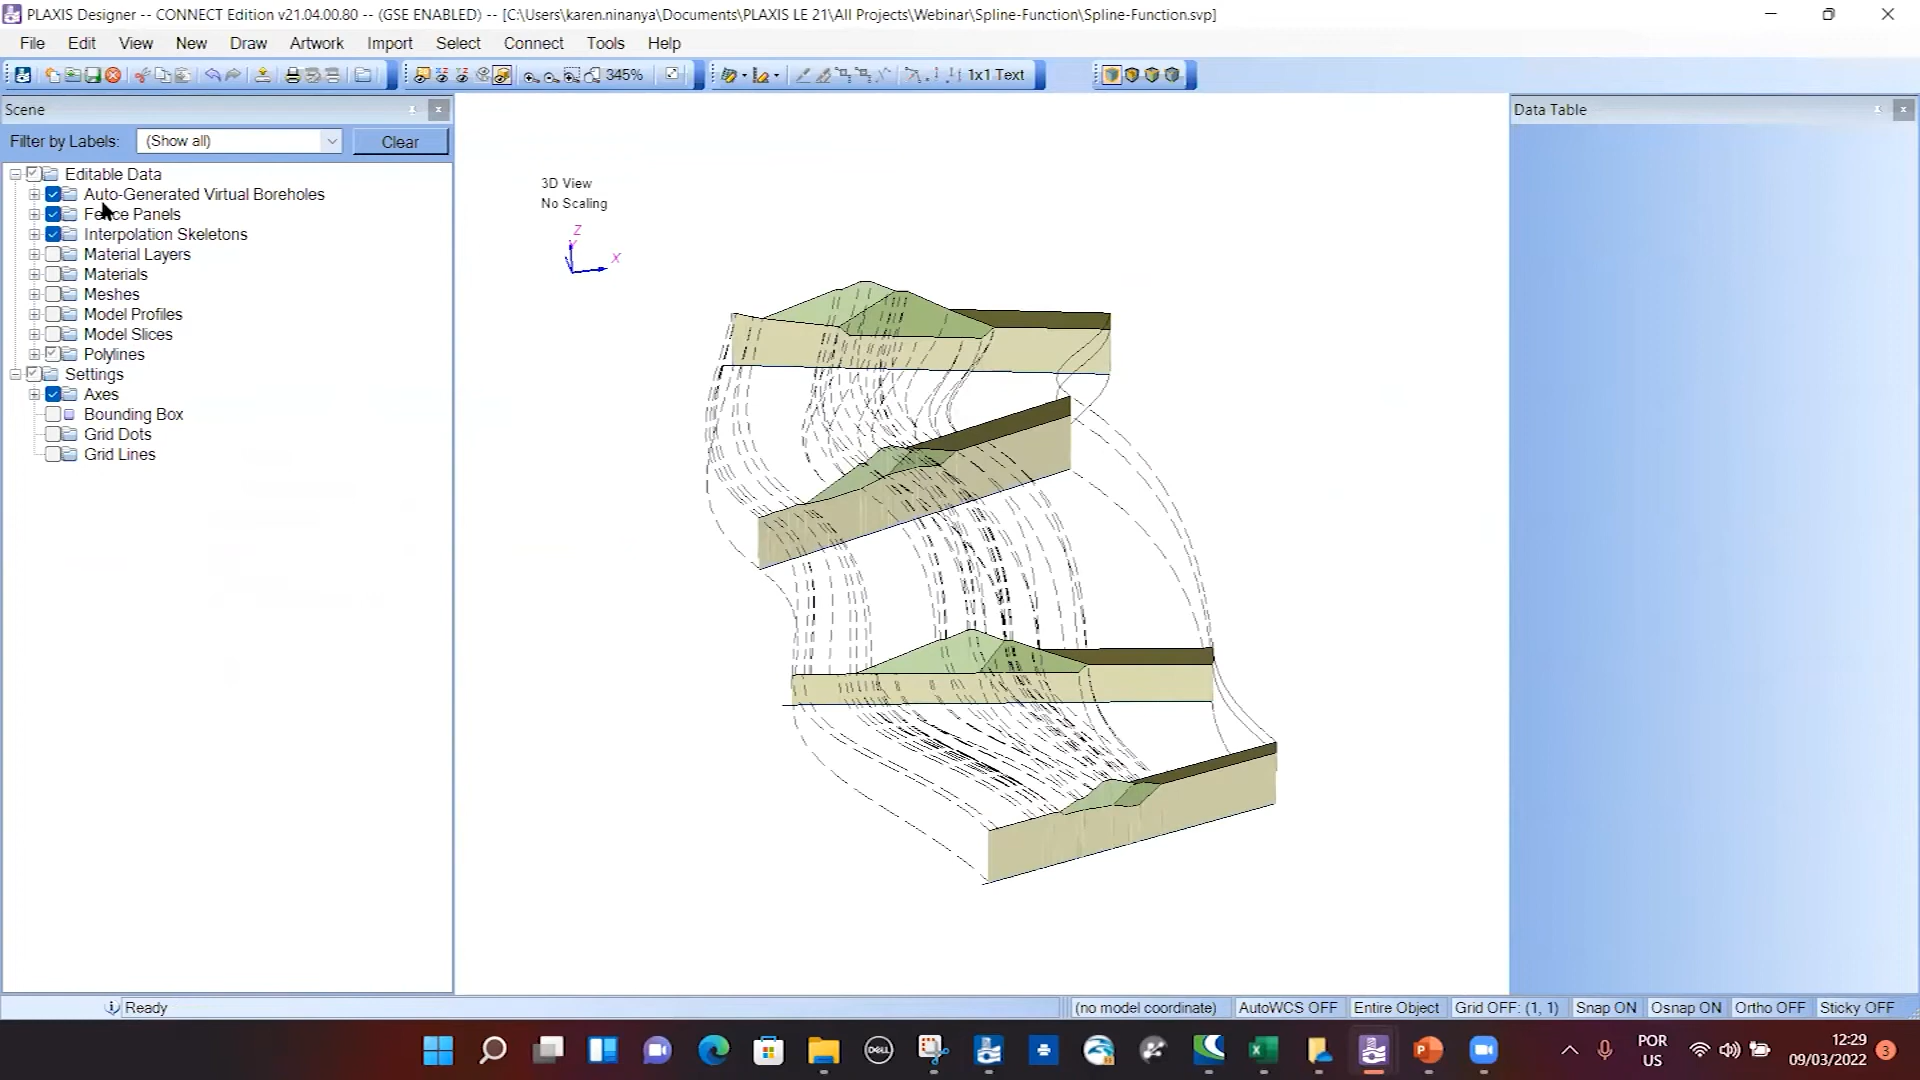 PLAXIS Designer -- CONNECT Edition v21.04.00.80 -- (GSE ENABLED) -- [C:\Users\karen.ninanya\Documents\PLAXIS LE 21\All Projects\Webinar\Spline-Function\Spline-Function.svp]
File Edit View New Draw Artwork Import Select Connect Tools Help
345% 1x1 Text
Scene
Filter by Labels: (Show all) Clear
Editable Data
Auto-Generated Virtual Boreholes
Fence Panels
Interpolation Skeletons
Material Layers
Materials
Meshes
Model Profiles
Model Slices
Polylines
Settings
Axes
Bounding Box
Grid Dots
Grid Lines
3D View
No Scaling
Z
X
Data Table
Ready
(no model coordinate) AutoWCS OFF Entire Object Grid OFF: (1, 1) Snap ON Osnap ON Ortho OFF Sticky OFF
DELL
POR
US
12:29
09/03/2022
3